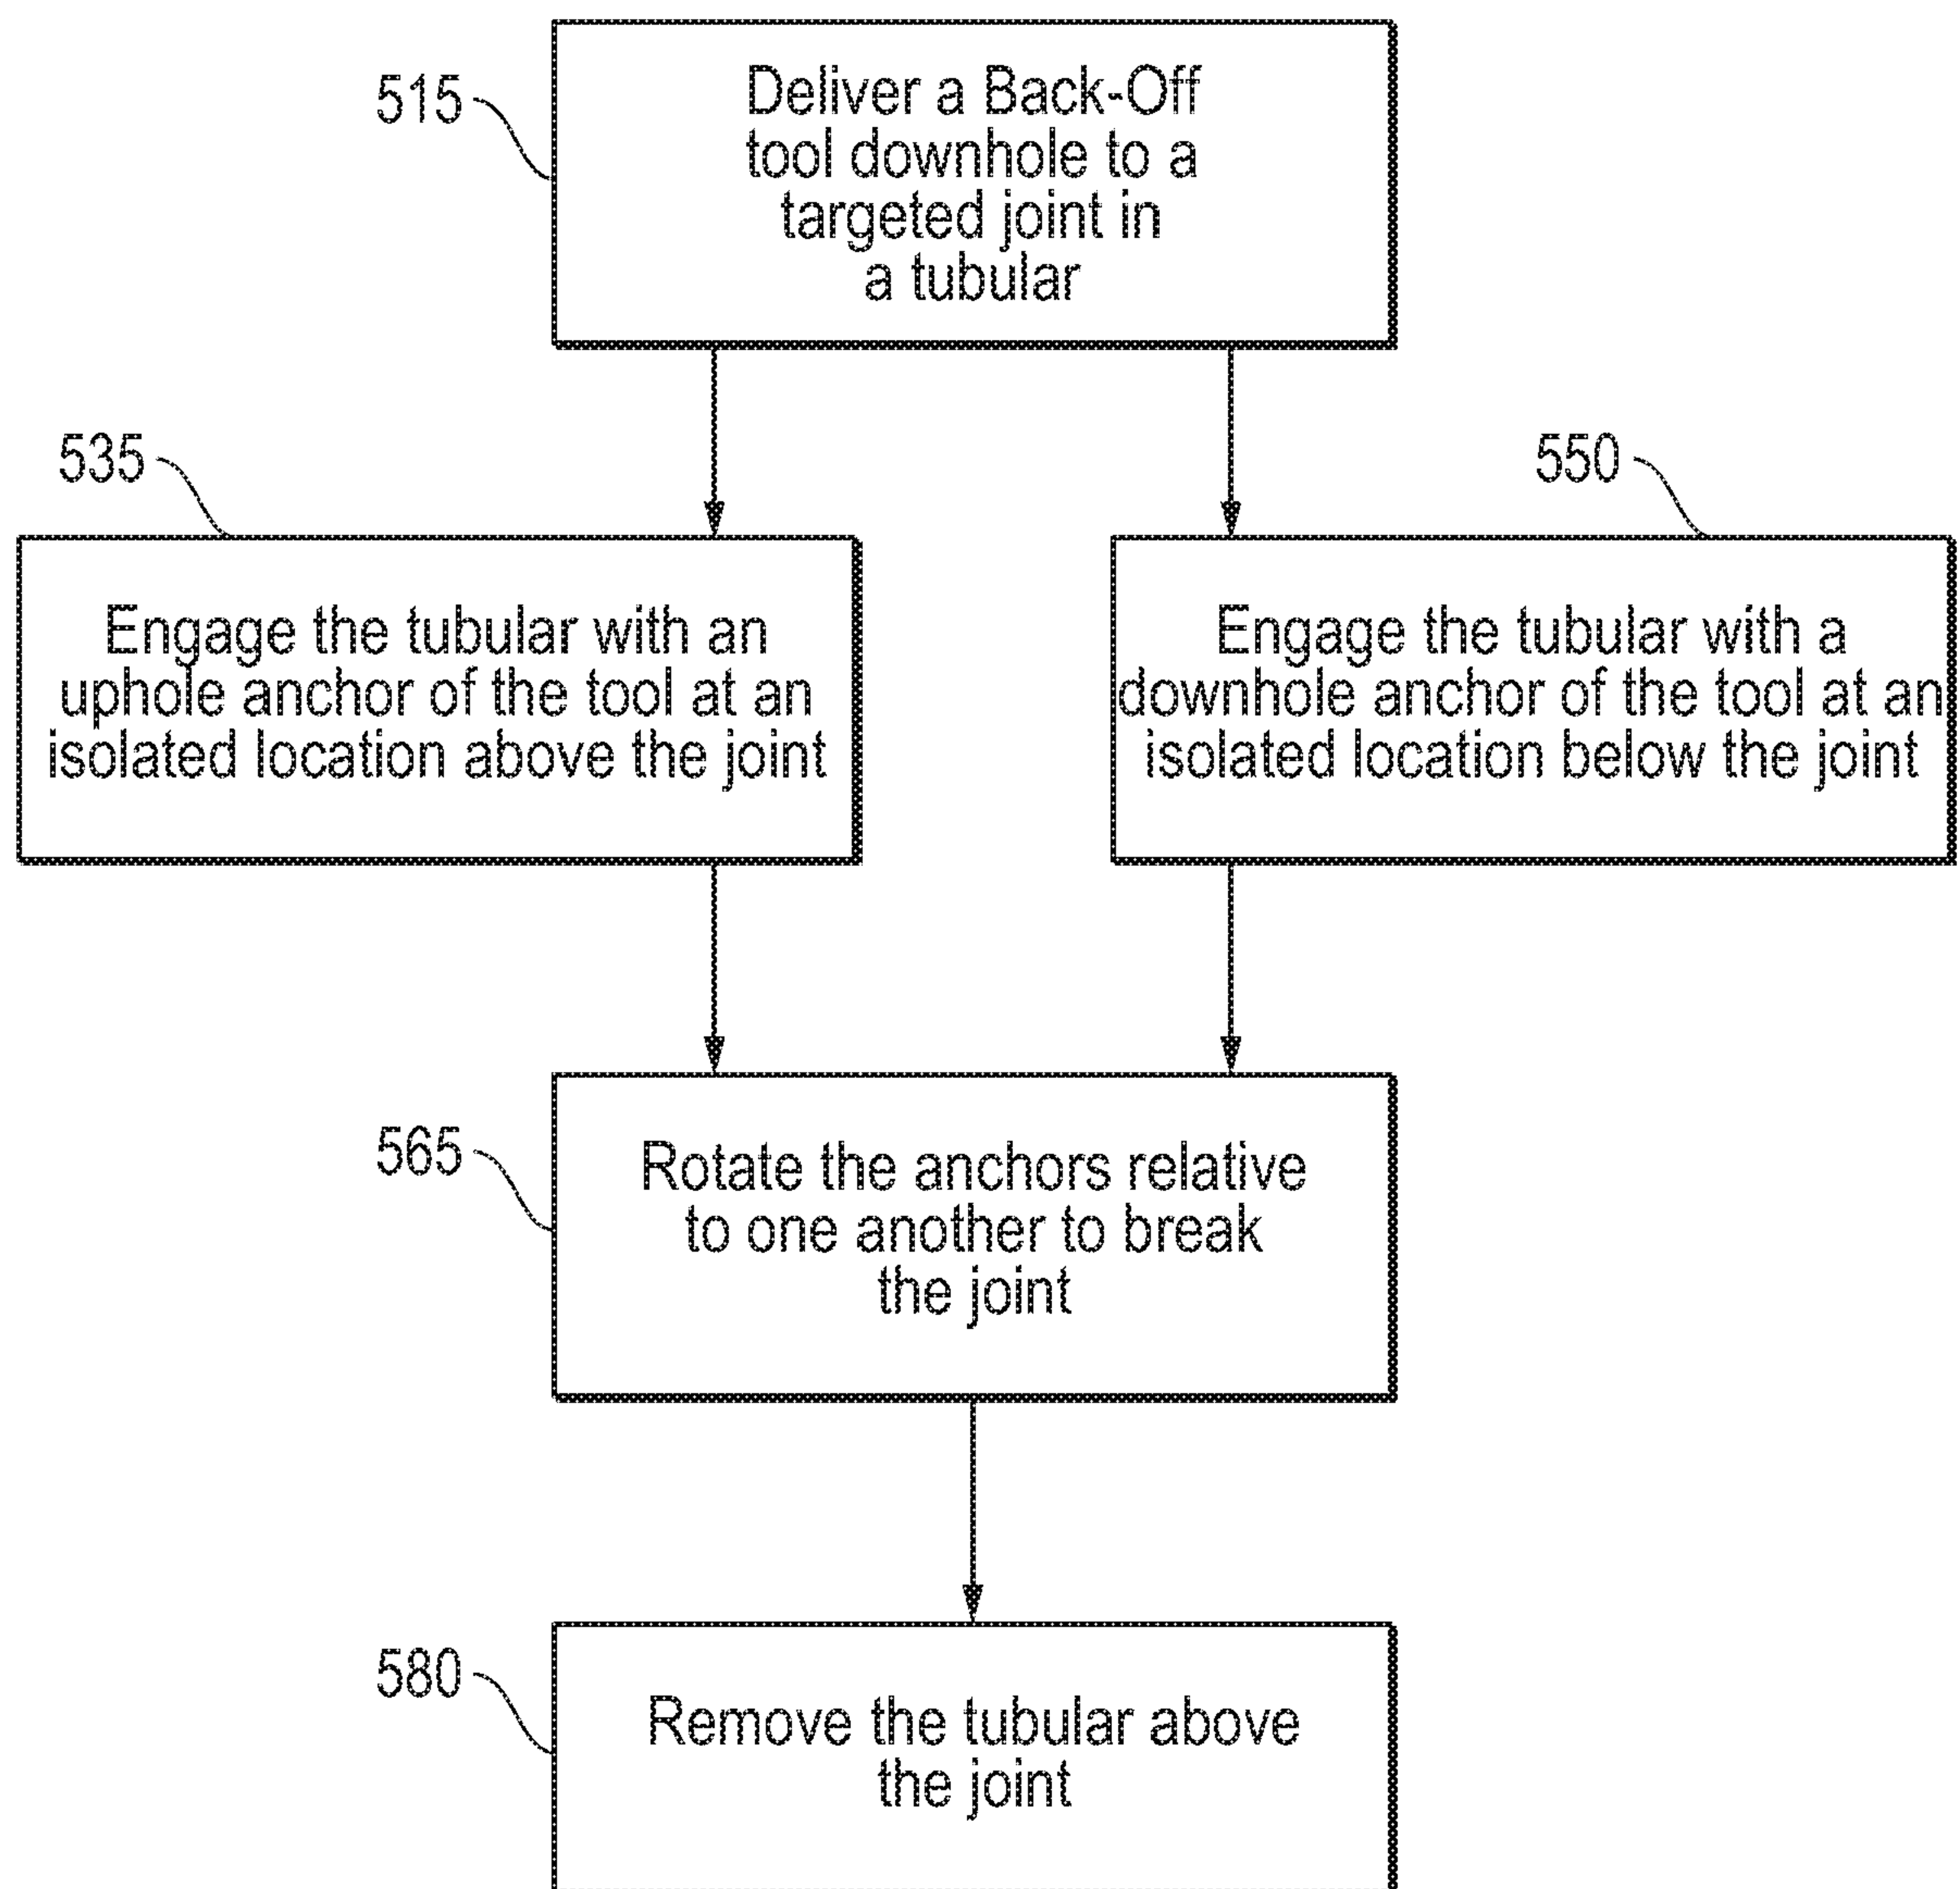 515
Deliver a Back-Off
tool downhole to a
targeted joint in
a tubular
535
Engage the tubular with an
uphole anchor of the tool at an
isolated location above the joint
550
Engage the tubular with a
downhole anchor of the tool at an
isolated location below the joint
565
Rotate the anchors relative
to one another to break
the joint
580
Remove the tubular above
the joint